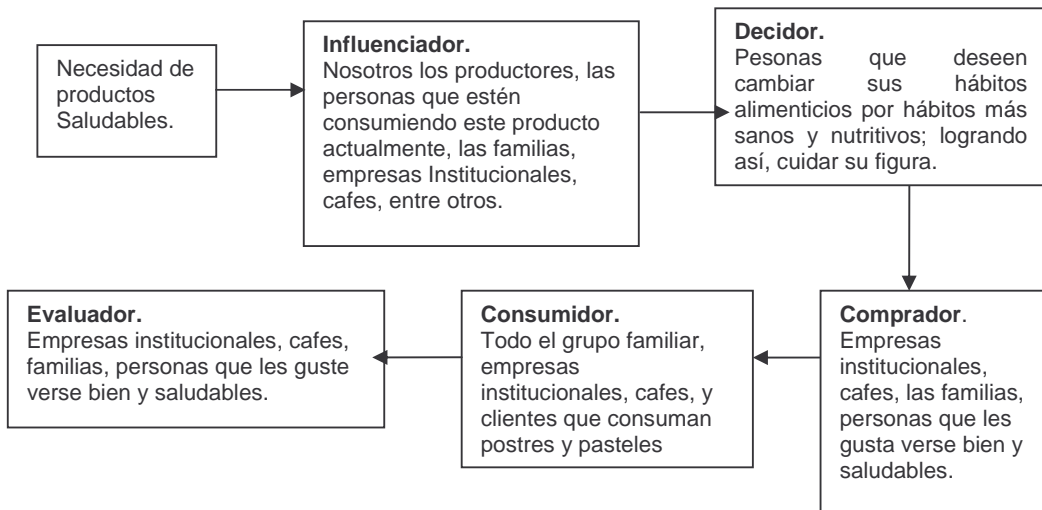 Necesidad de
productos
Saludables.
Influenciador.
Nosotros los productores, las
personas que estén
consumiendo este producto
actualmente, las familias,
empresas Institucionales,
cafes, entre otros.
Decidor.
Pesonas que deseen
cambiar sus hábitos
alimenticios por hábitos más
sanos y nutritivos; logrando
así, cuidar su figura.
Comprador.
Empresas
institucionales,
cafes, las familias,
personas que les
gusta verse bien y
saludables.
Consumidor.
Todo el grupo familiar,
empresas
institucionales, cafes, y
clientes que consuman
postres y pasteles
Evaluador.
Empresas institucionales, cafes,
familias, personas que les guste
verse bien y saludables.